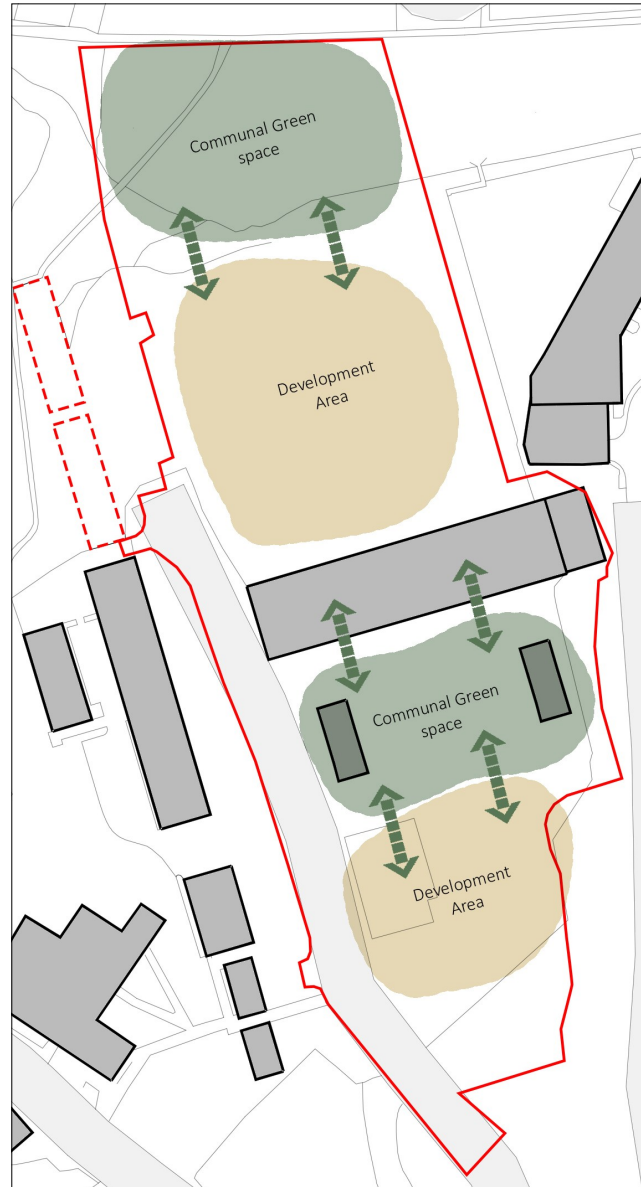 Communal Green
space
Development
Area
Communal Green
space
Development
Area